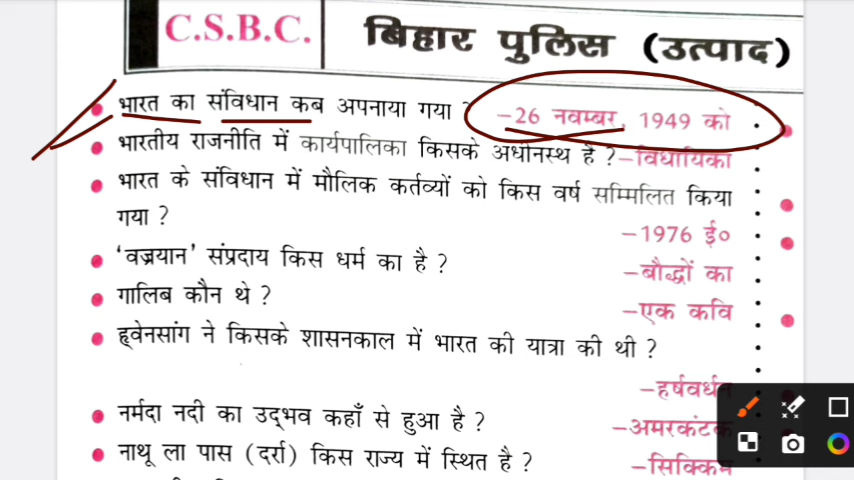 C.S.B.C. बिहार पुलिस (उत्पाद)
भारत का संविधान कब अपनाया गया ? –26 नवम्बर, 1949 को
भारतीय राजनीति में कार्यपालिका किसके अधीनस्थ है ? –विधायिका
भारत के संविधान में मौलिक कर्तव्यों को किस वर्ष सम्मिलित किया
गया ?
–1976 ई०
‘वज्रयान’ संप्रदाय किस धर्म का है ?
–बौद्धों का
गालिब कौन थे ?
–एक कवि
ह्वेनसांग ने किसके शासनकाल में भारत की यात्रा की थी ?
–हर्षवर्धन
नर्मदा नदी का उद्भव कहाँ से हुआ है ?
–अमरकंटक
नाथू ला पास (दर्रा) किस राज्य में स्थित है ?
–सिक्किम